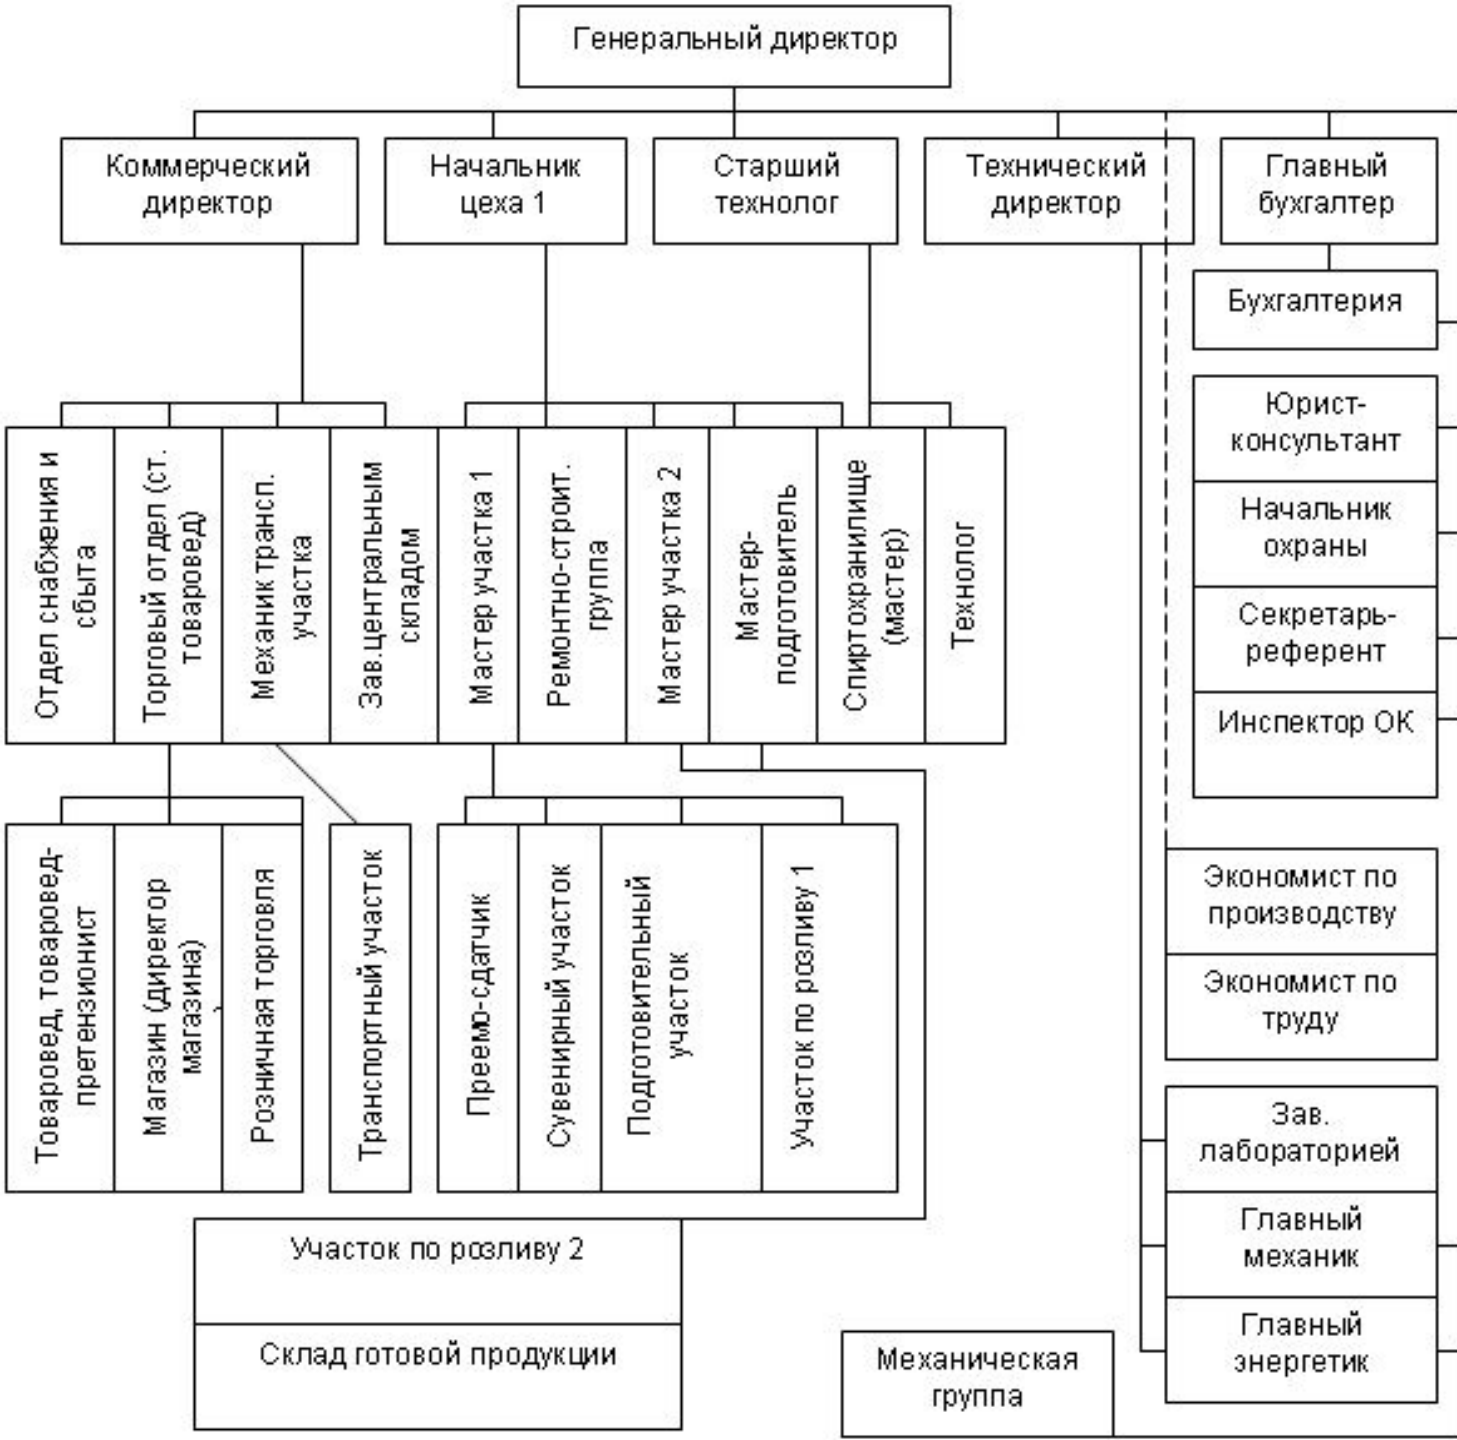 Генеральный директор
Коммерческий
директор
Начальник
цеха 1
Старший
технолог
Технический
директор
Главный
бухгалтер
Бухгалтерия
Юрист-
консультант
Начальник
охраны
Секретарь-
референт
Инспектор ОК
Отдел снабжения и
сбыта
Торговый отдел (ст.
товаровед)
Механик трансп.
участка
Зав.центральным
складом
Мастер участка 1
Ремонтно-строит.
группа
Мастер участка 2
Мастер-
подготовитель
Спиртохранилище
(мастер)
Технолог
Товаровед, товаровед-
претензионист
Магазин (директор
магазина)
Розничная торговля
Транспортный участок
Преемо-сдатчик
Сувенирный участок
Подготовительный
участок
Участок по розливу 1
Экономист по
производству
Экономист по
труду
Зав.
лабораторией
Главный
механик
Главный
энергетик
Участок по розливу 2
Склад готовой продукции
Механическая
группа